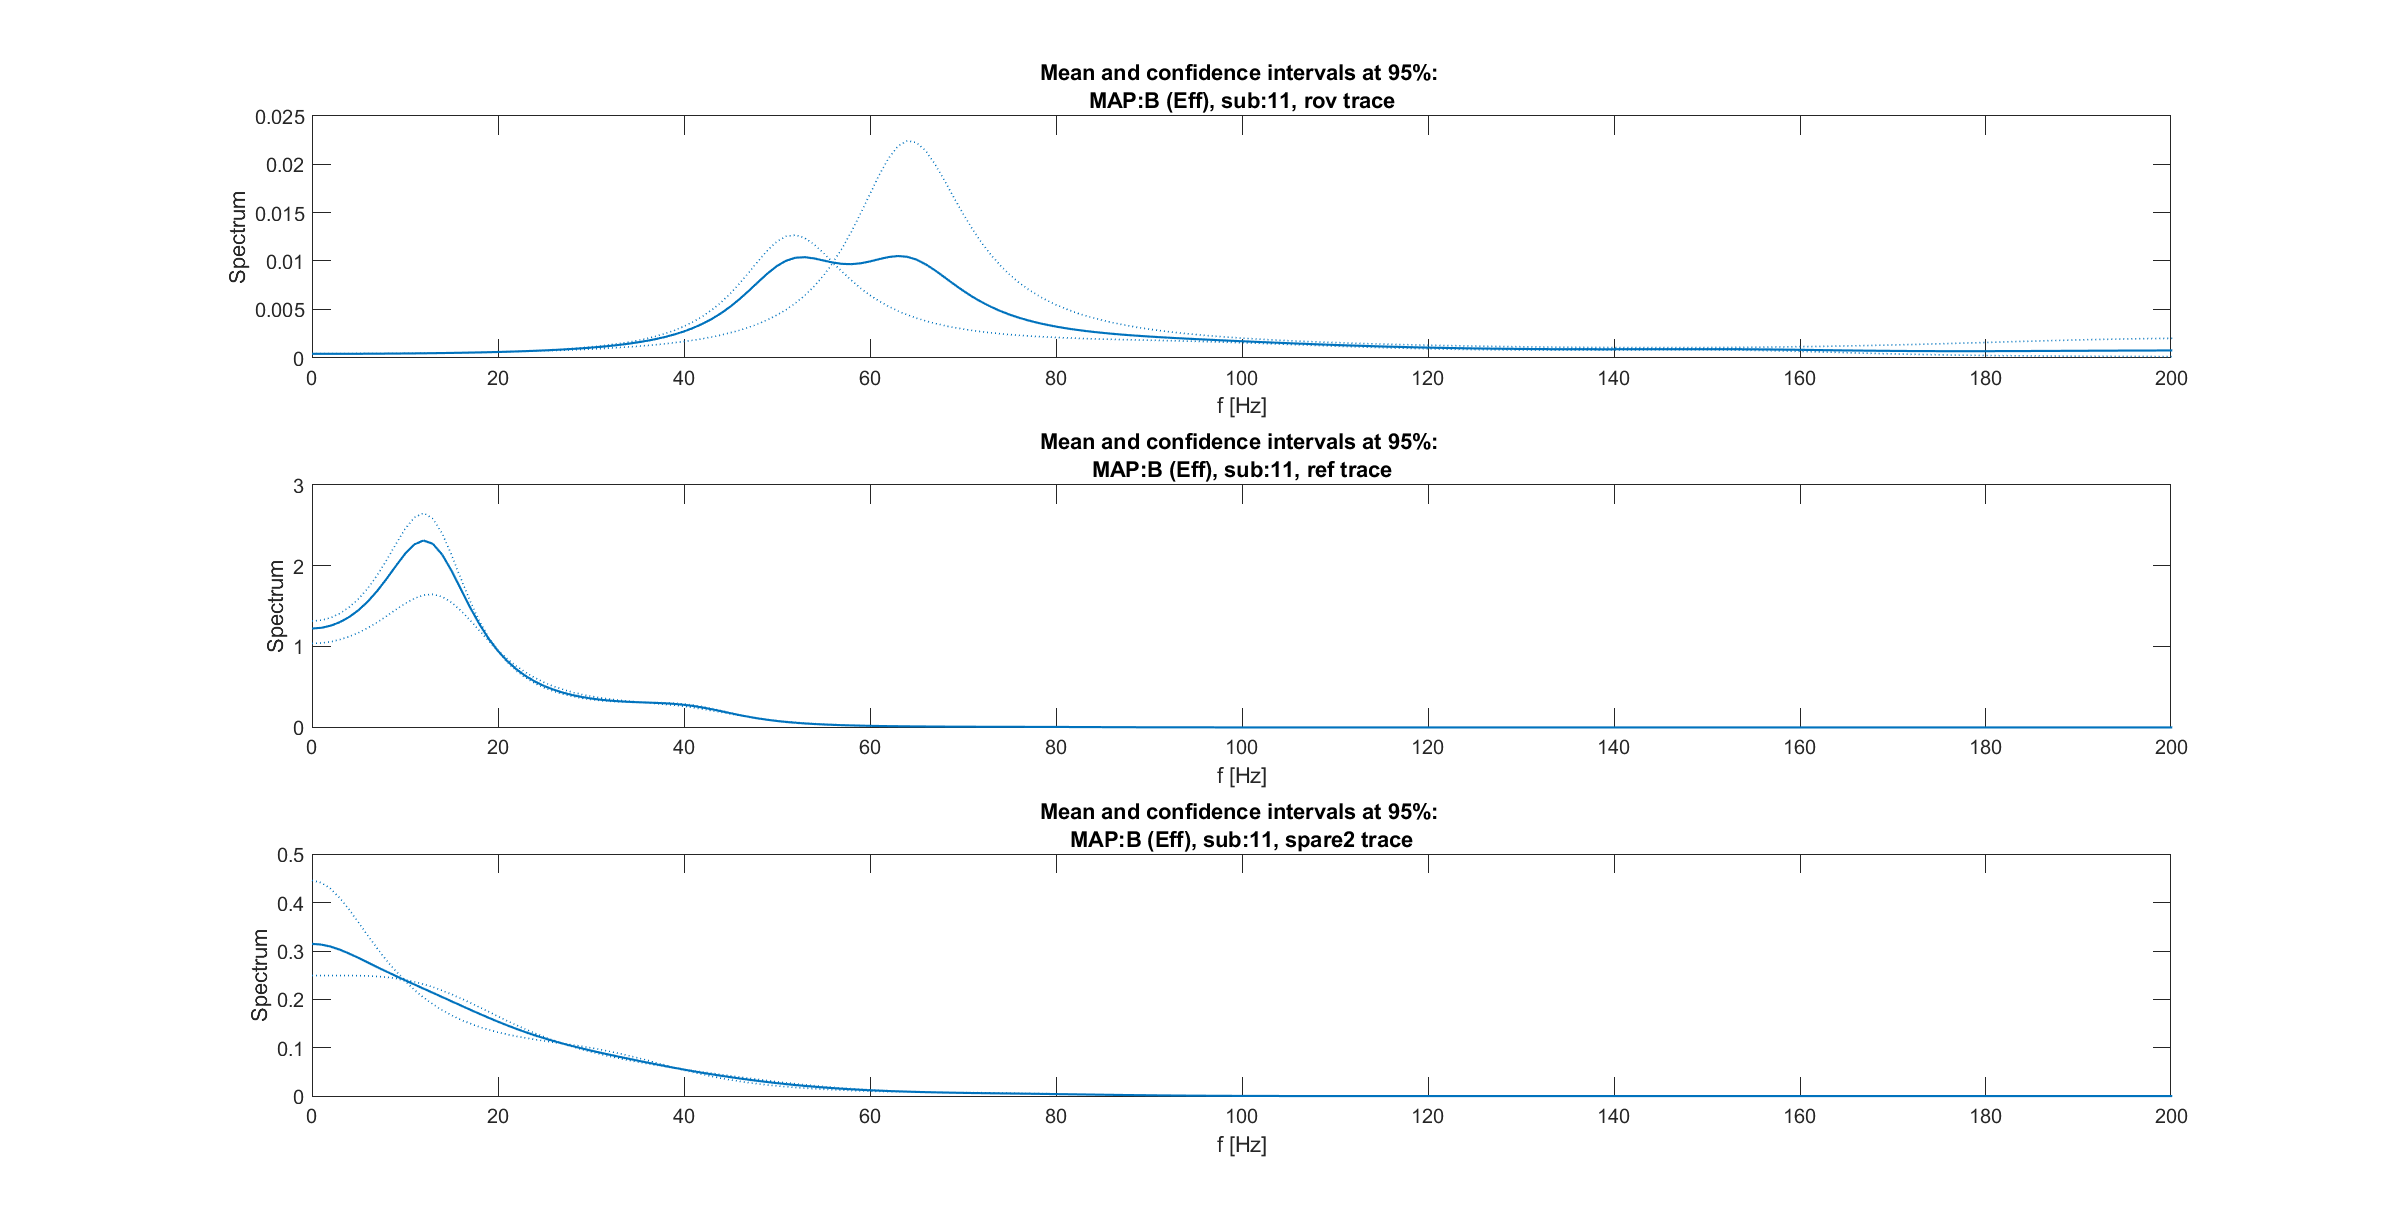 Mean and confidence intervals at 95%:
MAP:B (Eff), sub:11, rov trace
0.025
0.02
0.015
0.01
0.005
0
Spectrum
0 20 40 60 80 100 120 140 160 180 200
f [Hz]
Mean and confidence intervals at 95%:
MAP:B (Eff), sub:11, ref trace
3
2
1
0
Spectrum
0 20 40 60 80 100 120 140 160 180 200
f [Hz]
Mean and confidence intervals at 95%:
MAP:B (Eff), sub:11, spare2 trace
0.5
0.4
0.3
0.2
0.1
0
Spectrum
0 20 40 60 80 100 120 140 160 180 200
f [Hz]